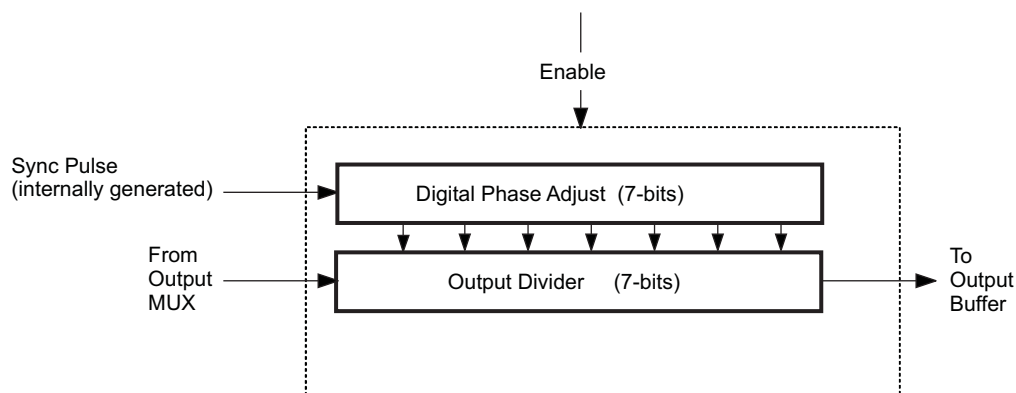 Enable
Sync Pulse
(internally generated)
Digital Phase Adjust (7-bits)
From
Output
MUX
Output Divider (7-bits)
To
Output
Buffer